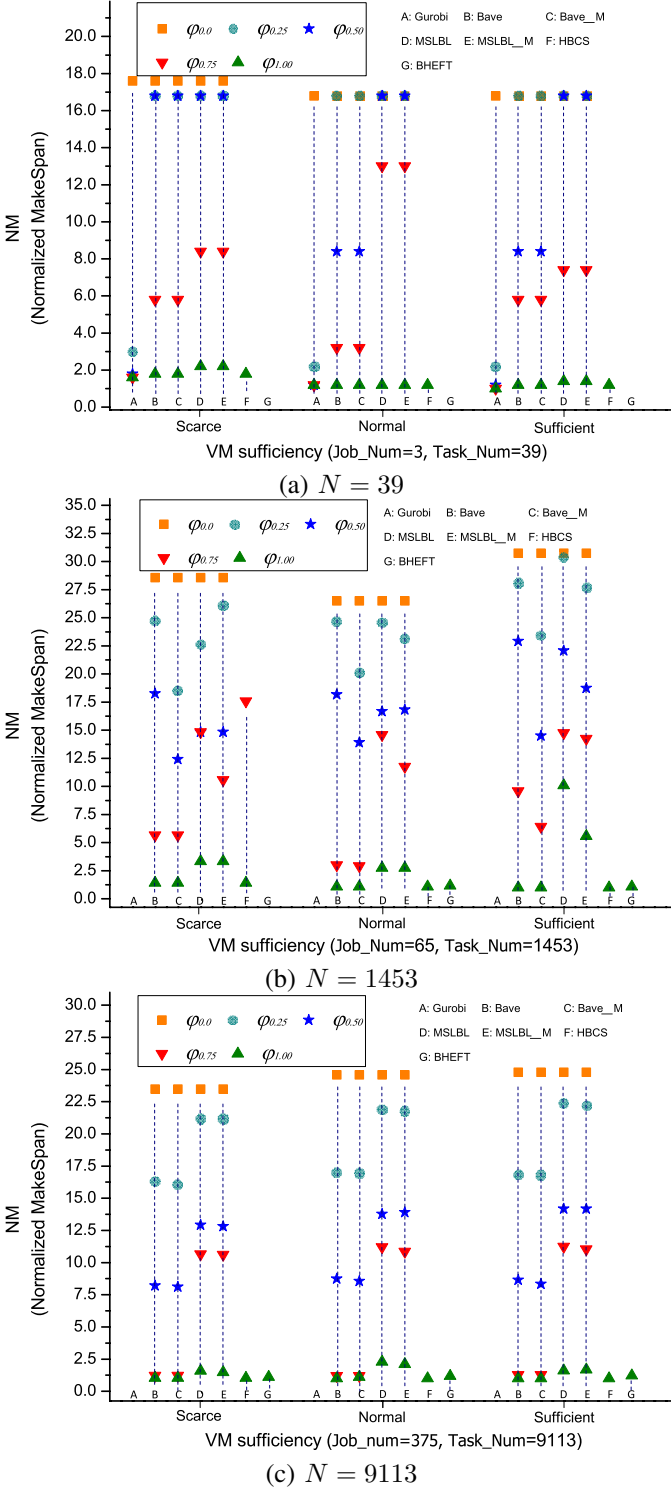 φ0.0 φ0.25 φ0.50
φ0.75 φ1.00
A: Gurobi B: Bave C: Bave__M
D: MSLBL E: MSLBL__M F: HBCS
G: BHEFT
NM
(Normalized MakeSpan)
20.0
18.0
16.0
14.0
12.0
10.0
8.0
6.0
4.0
2.0
0.0
A B C D E F G A B C D E F G A B C D E F G
Scarce Normal Sufficient
VM sufficiency (Job_Num=3, Task_Num=39)
(a) N = 39
φ0.0 φ0.25 φ0.50
φ0.75 φ1.00
A: Gurobi B: Bave C: Bave__M
D: MSLBL E: MSLBL__M F: HBCS
G: BHEFT
NM
(Normalized MakeSpan)
35.0
32.5
30.0
27.5
25.0
22.5
20.0
17.5
15.0
12.5
10.0
7.5
5.0
2.5
0.0
A B C D E F G A B C D E F G A B C D E F G
Scarce Normal Sufficient
VM sufficiency (Job_Num=65, Task_Num=1453)
(b) N = 1453
φ0.0 φ0.25 φ0.50
φ0.75 φ1.00
A: Gurobi B: Bave C: Bave__M
D: MSLBL E: MSLBL__M F: HBCS
G: BHEFT
NM
(Normalized MakeSpan)
30.0
27.5
25.0
22.5
20.0
17.5
15.0
12.5
10.0
7.5
5.0
2.5
0.0
A B C D E F G A B C D E F G A B C D E F G
Scarce Normal Sufficient
VM sufficiency (Job_num=375, Task_Num=9113)
(c) N = 9113